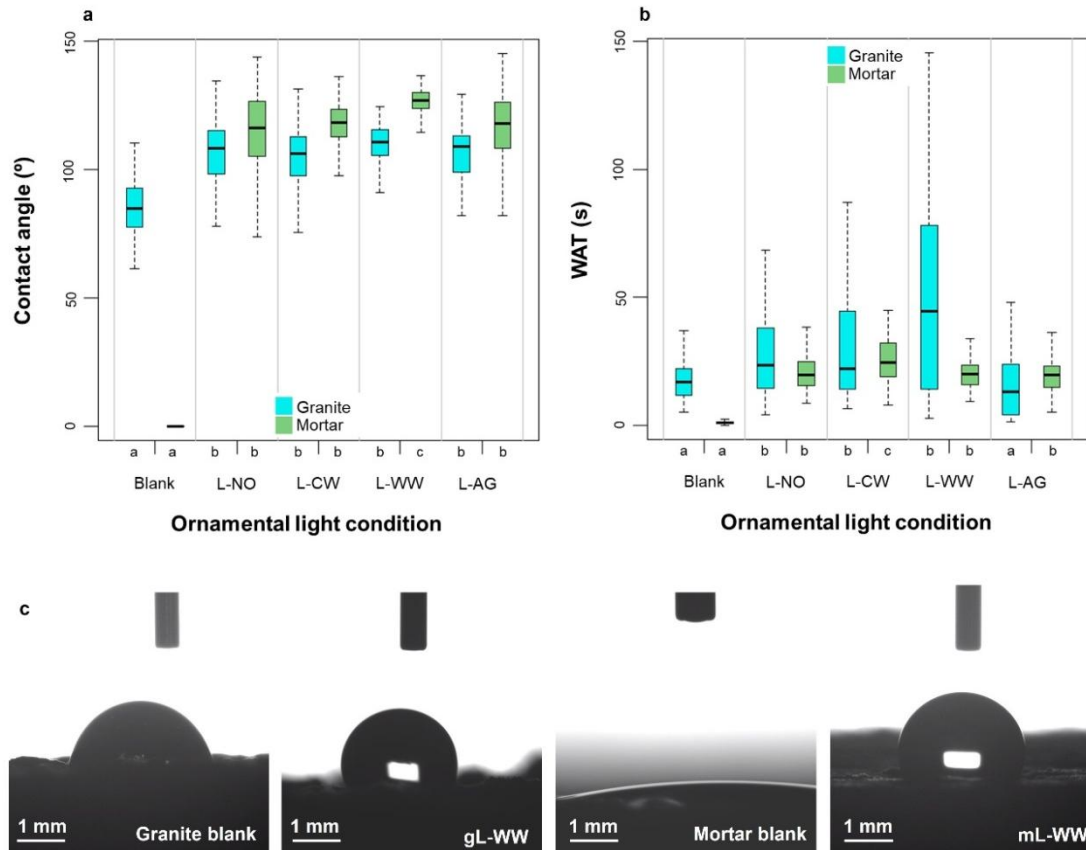 a
Contact angle (º)
150
100
50
0
Granite
Mortar
a a b b b b b c b b
Blank L-NO L-CW L-WW L-AG
Ornamental light condition
b
WAT (s)
150
100
50
0
Granite
Mortar
a a b b b c b b a b
Blank L-NO L-CW L-WW L-AG
Ornamental light condition
c
1 mm Granite blank
1 mm gL-WW
1 mm Mortar blank
1 mm mL-WW